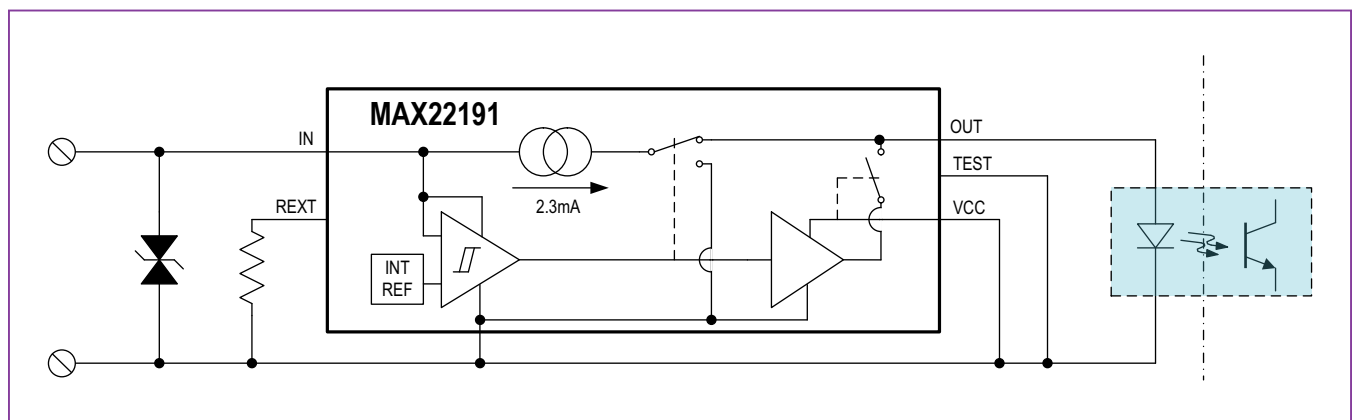 MAX22191
IN
OUT
TEST
REXT
2.3mA
VCC
INT
REF